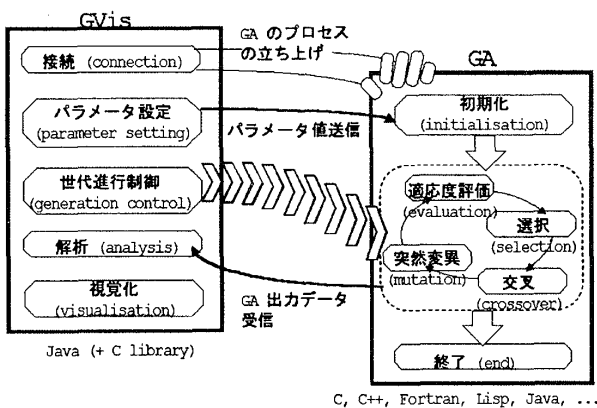 GVis
接続 (connection)
パラメータ設定
(parameter setting)
世代進行制御
(generation control)
解析 (analysis)
視覚化
(visualisation)
Java (+ C library)
GA のプロセス
の立ち上げ
パラメータ値送信
GA 出力データ
受信
GA
初期化
(initialisation)
適応度評価
(evaluation)
選択
(selection)
交叉
(crossover)
突然変異
(mutation)
終了 (end)
C, C++, Fortran, Lisp, Java, ...